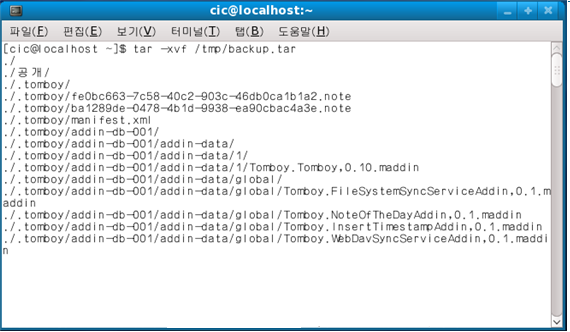 cic@localhost:~
파일(F) 편집(E) 보기(V) 터미널(T) 탭(B) 도움말(H)
[cic@localhost ~]$ tar -xvf /tmp/backup.tar
./
./공개/
./.tomboy/
./.tomboy/fe0bc663-7c58-40c2-903c-46db0ca1b1a2.note
./.tomboy/ba1289de-0478-4b1d-9938-ea90cbac4a3e.note
./.tomboy/manifest.xml
./.tomboy/addin-db-001/
./.tomboy/addin-db-001/addin-data/
./.tomboy/addin-db-001/addin-data/1/
./.tomboy/addin-db-001/addin-data/1/Tomboy.Tomboy,0.10.maddin
./.tomboy/addin-db-001/addin-data/global/
./.tomboy/addin-db-001/addin-data/global/Tomboy.FileSystemSyncServiceAddin,0.1.m
addin
./.tomboy/addin-db-001/addin-data/global/Tomboy.NoteOfTheDayAddin,0.1.maddin
./.tomboy/addin-db-001/addin-data/global/Tomboy.InsertTimestampAddin,0.1.maddin
./.tomboy/addin-db-001/addin-data/global/Tomboy.WebDavSyncServiceAddin,0.1.maddi
n